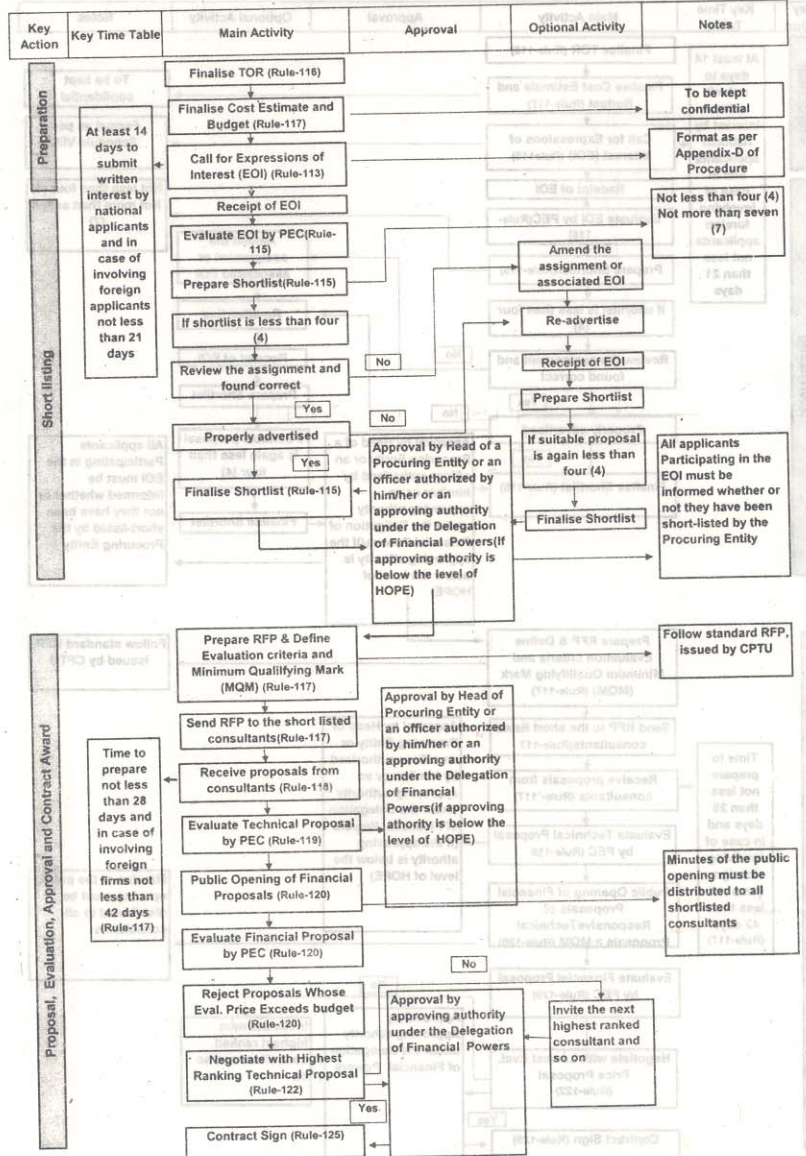 Key Action
Key Time Table
Main Activity
Approval
Optional Activity
Notes
Preparation
Finalise TOR (Rule-116)
Finalise Cost Estimate and
Budget (Rule-117)
To be kept
confidential
At least 14
days to
submit
written
interest by
national
applicants
and in
case of
involving
foreign
applicants
not less
than 21
days
Call for Expressions of
Interest (EOI) (Rule-113)
Format as per
Appendix-D of
Procedure
Short listing
Receipt of EOI
Evaluate EOI by PEC(Rule-
115)
Prepare Shortlist(Rule-115)
Not less than four (4)
Not more than seven
(7)
If shortlist is less than four
(4)
Review the assignment and
found correct
No
Yes
Properly advertised
No
Yes
Finalise Shortlist (Rule-115)
Amend the
assignment or
associated EOI
Re-advertise
Receipt of EOI
Prepare Shortlist
If suitable proposal
is again less than
four (4)
Finalise Shortlist
Approval by Head of a
Procuring Entity or an
officer authorized by
him/her or an
approving authority
under the Delegation
of Financial Powers(If
approving athority is
below the level of
HOPE)
All applicants
Participating in the
EOI must be
informed whether or
not they have been
short-listed by the
Procuring Entity
Proposal, Evaluation, Approval and Contract Award
Prepare RFP & Define
Evaluation criteria and
Minimum Qualilfying Mark
(MQM) (Rule-117)
Follow standard RFP,
issued by CPTU
Send RFP to the short listed
consultants(Rule-117)
Time to
prepare
not less
than 28
days and
in case of
involving
foreign
firms not
less than
42 days
(Rule-117)
Receive proposals from
consultants (Rule-118)
Evaluate Technical Proposal
by PEC (Rule-119)
Approval by Head of
Procuring Entity or
an officer authorized
by him/her or an
approving authority
under the Delegation
of Financial
Powers(if approving
athority is below the
level of HOPE)
Public Opening of Financial
Proposals (Rule-120)
Minutes of the public
opening must be
distributed to all
shortlisted
consultants
Evaluate Financial Proposal
by PEC (Rule-120)
No
Reject Proposals Whose
Eval. Price Exceeds budget
(Rule-120)
Negotiate with Highest
Ranking Technical Proposal
(Rule-122)
Approval by
approving authority
under the Delegation
of Financial Powers
Invite the next
highest ranked
consultant and
so on
Yes
Contract Sign (Rule-125)